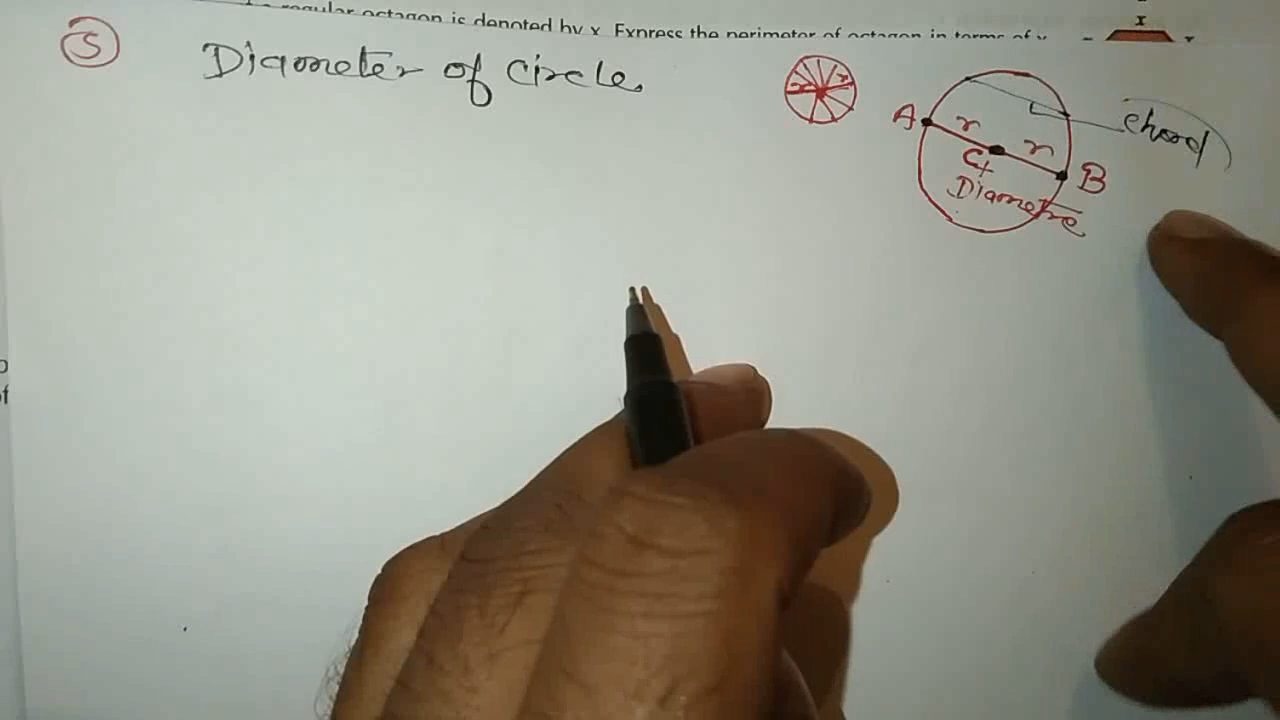 regular octagon is denoted by x. Express the perimeter of octagon in terms of x
x
5
Diameter of circle
A r r B
C
Diametre
chord
of